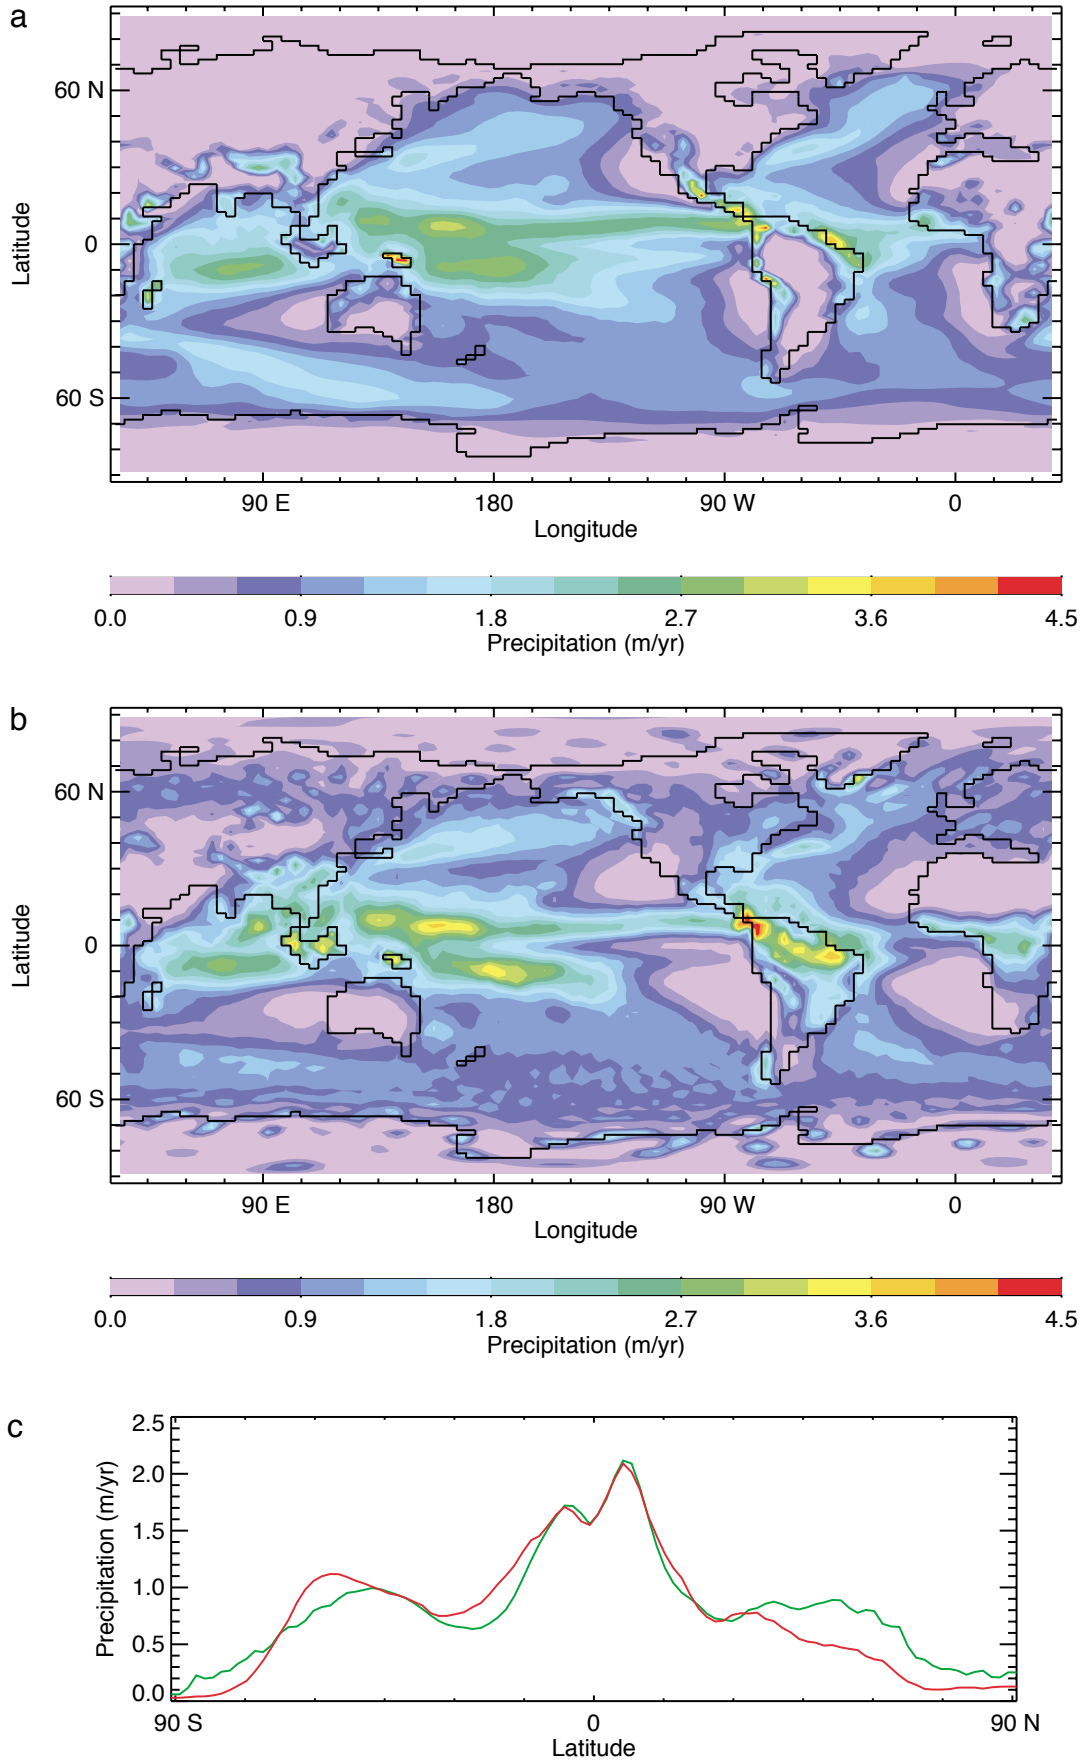 a
60 N
0
60 S
Latitude
90 E 180 90 W 0
Longitude
0.0 0.9 1.8 2.7 3.6 4.5
Precipitation (m/yr)
b
60 N
0
60 S
Latitude
90 E 180 90 W 0
Longitude
0.0 0.9 1.8 2.7 3.6 4.5
Precipitation (m/yr)
c
2.5
2.0
1.5
1.0
0.5
0.0
Precipitation (m/yr)
90 S 0 90 N
Latitude